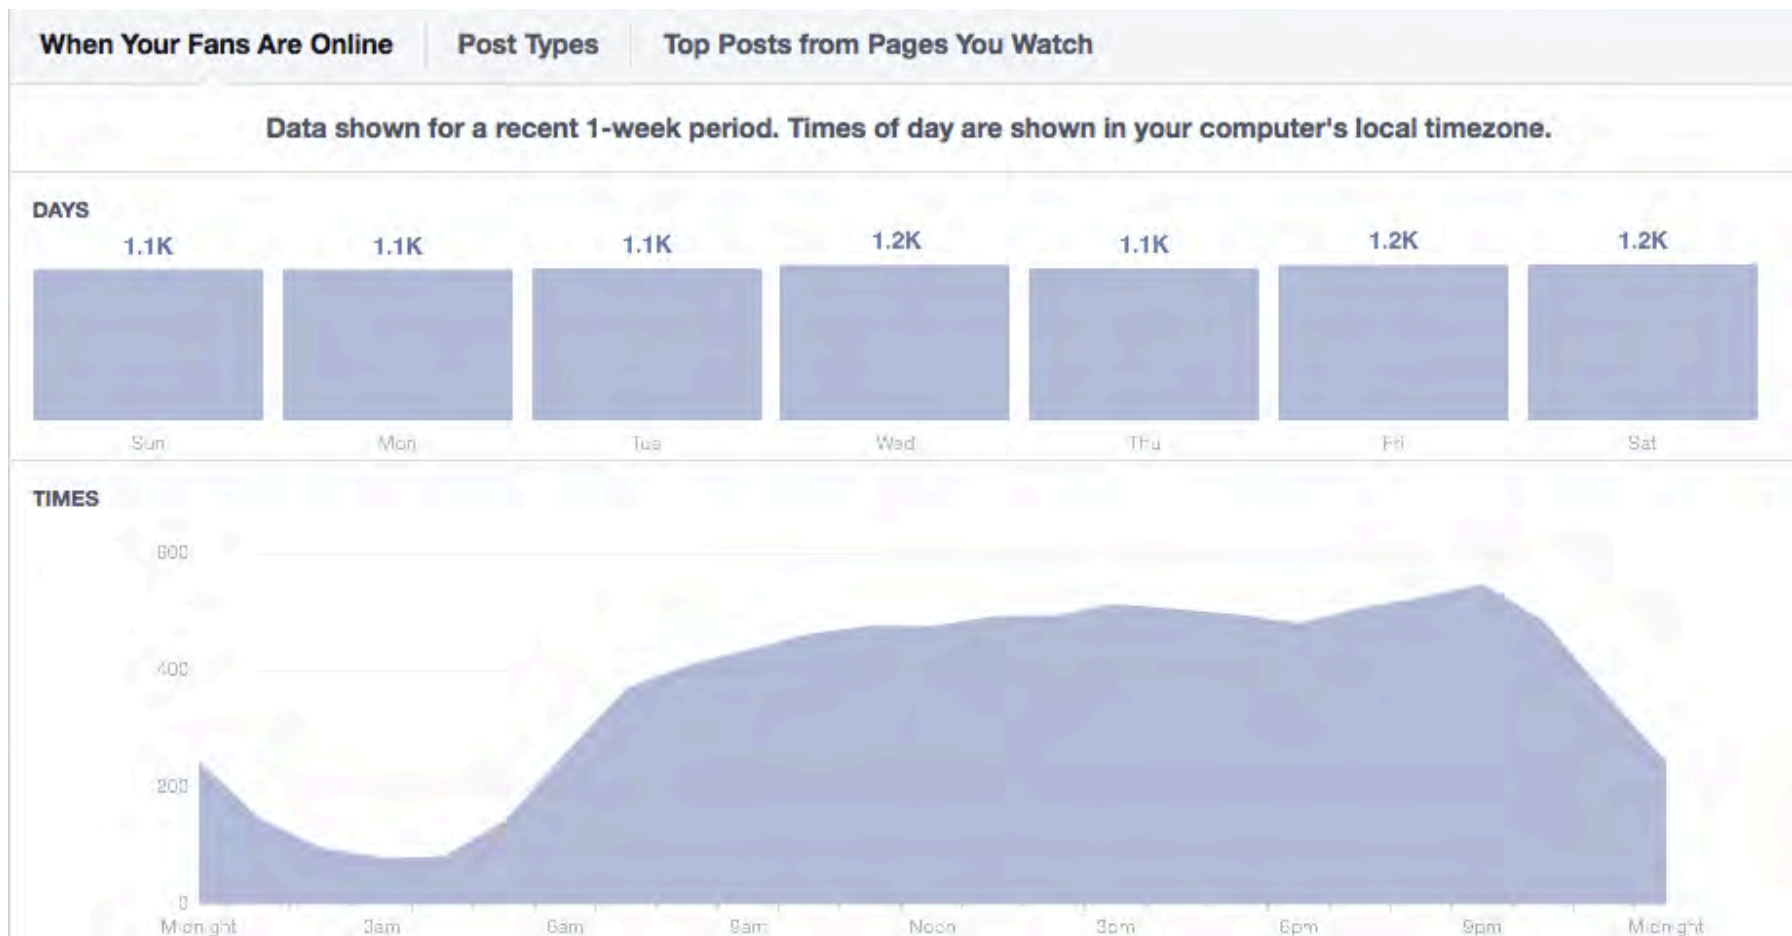 When Your Fans Are Online Post Types Top Posts from Pages You Watch
Data shown for a recent 1-week period. Times of day are shown in your computer's local timezone.
DAYS
1.1K 1.1K 1.1K 1.2K 1.1K 1.2K 1.2K
Sun Mon Tue Wed Thu Fri Sat
TIMES
600
400
200
0
Midnight 3am 6am 9am Noon 3pm 6pm 9pm Midnight